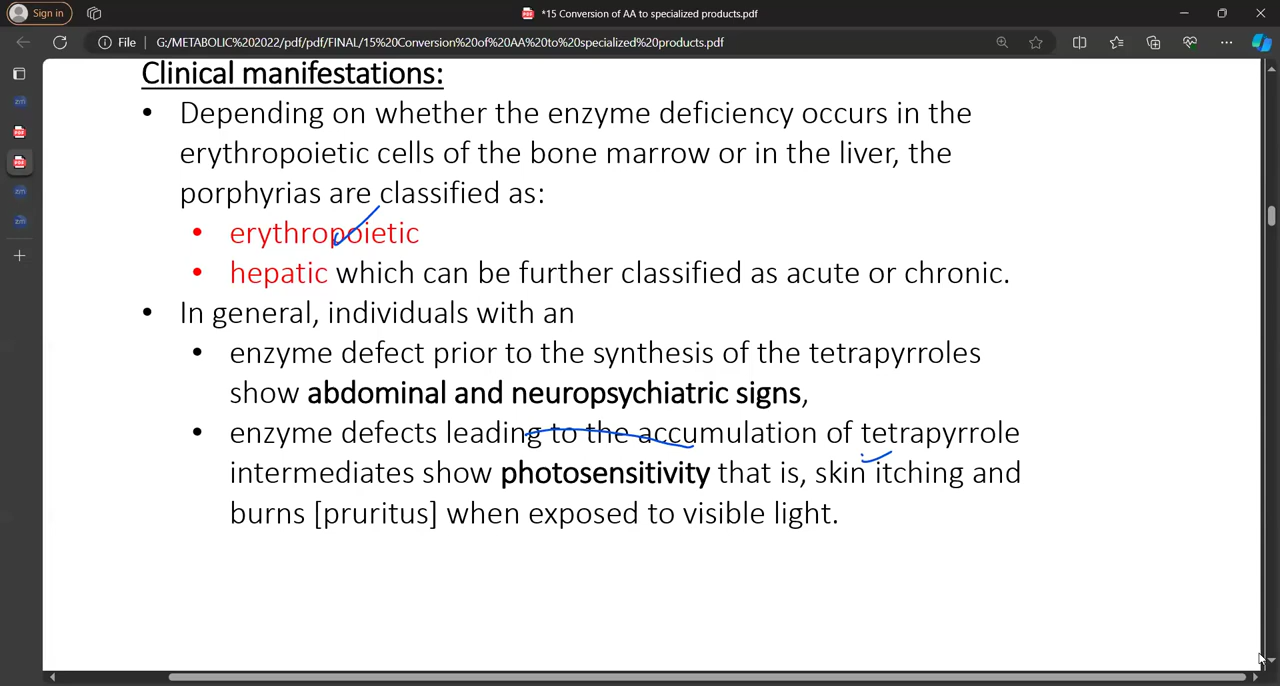 Sign in
*15 Conversion of AA to specialized products.pdf
File
G:/METABOLIC%202022/pdf/pdf/FINAL/15%20Conversion%20of%20AA%20to%20specialized%20products.pdf
Clinical manifestations:
• Depending on whether the enzyme deficiency occurs in the
erythropoietic cells of the bone marrow or in the liver, the
porphyrias are classified as:
• erythropoietic
• hepatic which can be further classified as acute or chronic.
• In general, individuals with an
• enzyme defect prior to the synthesis of the tetrapyrroles
show abdominal and neuropsychiatric signs,
• enzyme defects leading to the accumulation of tetrapyrrole
intermediates show photosensitivity that is, skin itching and
burns [pruritus] when exposed to visible light.